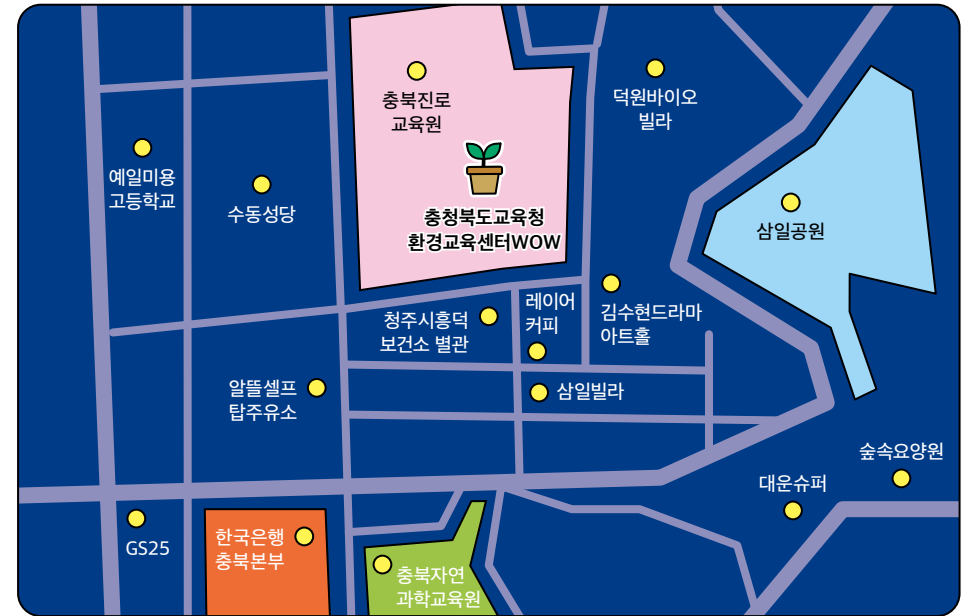 충북진로
교육원
덕원바이오
빌라
예일미용
고등학교
수동성당
충청북도교육청
환경교육센터WOW
삼일공원
청주시흥덕
보건소 별관
레이어
커피
김수현드라마
아트홀
알뜰셀프
탑주유소
삼일빌라
숲속요양원
대운슈퍼
GS25
한국은행
충북본부
충북자연
과학교육원